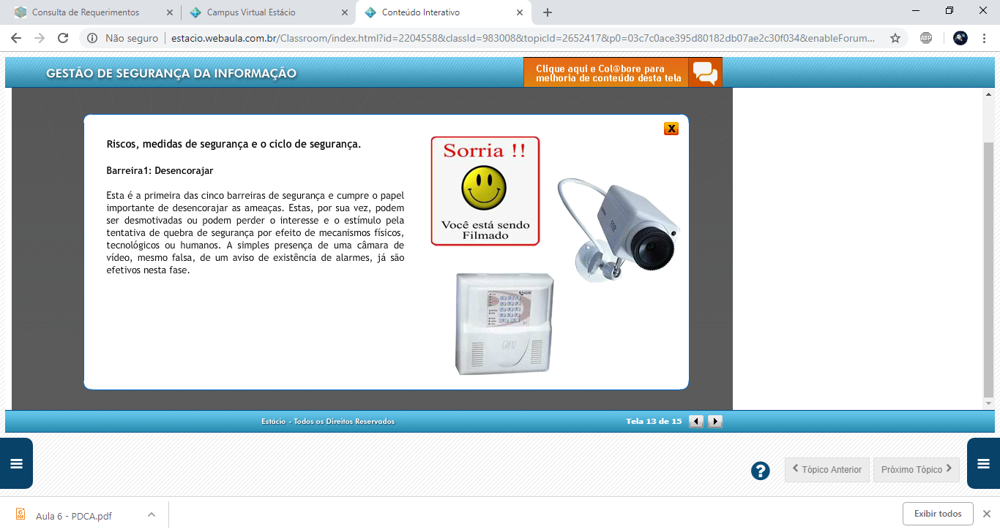 Consulta de Requerimentos
Campus Virtual Estácio
Conteúdo Interativo
Não seguro
estacio.webaula.com.br/Classroom/index.html?id=2204558&classId=983008&topicId=2652417&p0=03c7c0ace395d80182db07ae2c30f034&enableForum...
ABP
GESTÃO DE SEGURANÇA DA INFORMAÇÃO
Clique aqui e Col@bore para
melhoria de conteúdo desta tela
X
Riscos, medidas de segurança e o ciclo de segurança.
Barreira1: Desencorajar
Esta é a primeira das cinco barreiras de segurança e cumpre o papel
importante de desencorajar as ameaças. Estas, por sua vez, podem
ser desmotivadas ou podem perder o interesse e o estímulo pela
tentativa de quebra de segurança por efeito de mecanismos físicos,
tecnológicos ou humanos. A simples presença de uma câmara de
vídeo, mesmo falsa, de um aviso de existência de alarmes, já são
efetivos nesta fase.
Sorria !!
Você está sendo
Filmado
Estácio - Todos os Direitos Reservados
Tela 13 de 15
?
Tópico Anterior
Próximo Tópico
Aula 6 - PDCA.pdf
Exibir todos